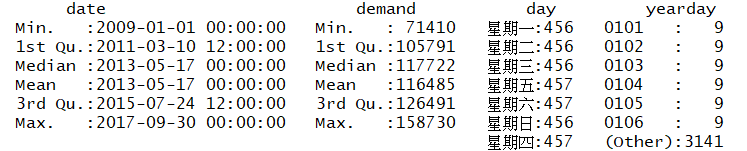 date demand day yearday
Min. :2009-01-01 00:00:00 Min. : 71410 星期一:456 0101 : 9
1st Qu.:2011-03-10 12:00:00 1st Qu.:105791 星期二:456 0102 : 9
Median :2013-05-17 00:00:00 Median :117722 星期三:456 0103 : 9
Mean :2013-05-17 00:00:00 Mean :116485 星期五:457 0104 : 9
3rd Qu.:2015-07-24 12:00:00 3rd Qu.:126491 星期六:457 0105 : 9
Max. :2017-09-30 00:00:00 Max. :158730 星期日:456 0106 : 9
星期四:457 (Other):3141